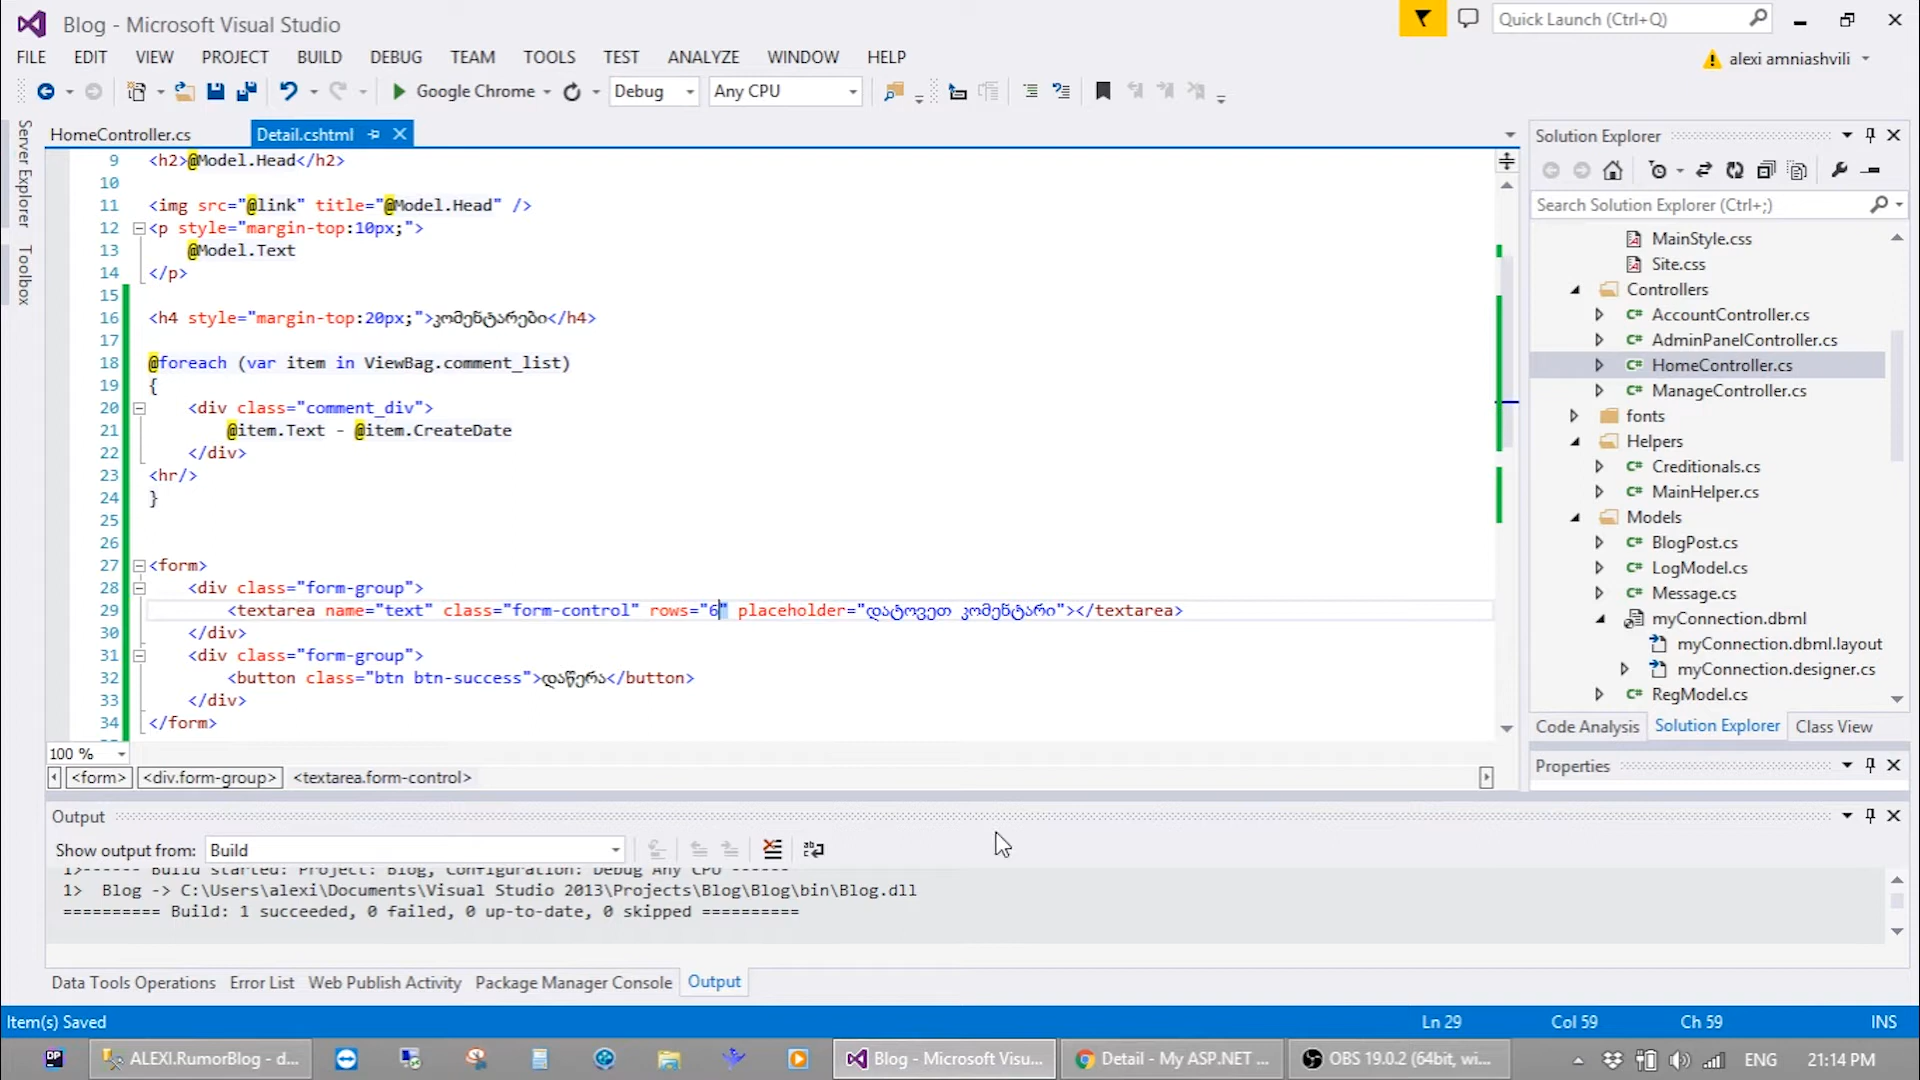 Blog - Microsoft Visual Studio
Quick Launch (Ctrl+Q)
FILE EDIT VIEW PROJECT BUILD DEBUG TEAM TOOLS TEST ANALYZE WINDOW HELP
alexi amniashvili
Google Chrome Debug Any CPU
Server Explorer
Toolbox
HomeController.cs Detail.cshtml
9 <h2>@Model.Head</h2>
10
11 <img src="@link" title="@Model.Head" />
12 <p style="margin-top:10px;">
13 @Model.Text
14 </p>
15
16 <h4 style="margin-top:20px;">კომენტარები</h4>
17
18 @foreach (var item in ViewBag.comment_list)
19 {
20 <div class="comment_div">
21 @item.Text - @item.CreateDate
22 </div>
23 <hr/>
24 }
25
26
27 <form>
28 <div class="form-group">
29 <textarea name="text" class="form-control" rows="6" placeholder="დატოვეთ კომენტარი"></textarea>
30 </div>
31 <div class="form-group">
32 <button class="btn btn-success">დაწერა</button>
33 </div>
34 </form>
100 %
<form> <div.form-group> <textarea.form-control>
Solution Explorer
Search Solution Explorer (Ctrl+;)
MainStyle.css
Site.css
Controllers
C# AccountController.cs
C# AdminPanelController.cs
C# HomeController.cs
C# ManageController.cs
fonts
Helpers
C# Creditionals.cs
C# MainHelper.cs
Models
C# BlogPost.cs
C# LogModel.cs
C# Message.cs
myConnection.dbml
myConnection.dbml.layout
myConnection.designer.cs
C# RegModel.cs
Code Analysis Solution Explorer Class View
Properties
Output
Show output from: Build
1>------ Build started: Project: Blog, Configuration: Debug Any CPU ------
1> Blog -> C:\Users\alexi\Documents\Visual Studio 2013\Projects\Blog\Blog\bin\Blog.dll
========== Build: 1 succeeded, 0 failed, 0 up-to-date, 0 skipped ==========
Data Tools Operations Error List Web Publish Activity Package Manager Console Output
Item(s) Saved Ln 29 Col 59 Ch 59 INS
DP ALEXI.RumorBlog - d... Blog - Microsoft Visu... Detail - My ASP.NET ... OBS 19.0.2 (64bit, wi... ENG 21:14 PM